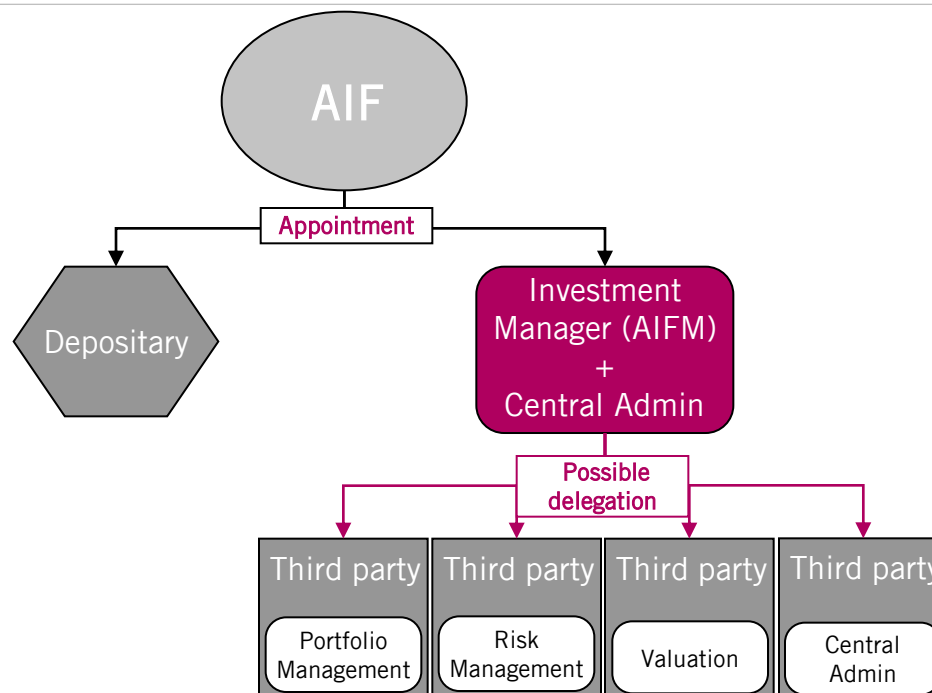 AIF
Appointment
Depositary
Investment
Manager (AIFM)
+
Central Admin
Possible
delegation
Third party
Portfolio
Management
Third party
Risk
Management
Third party
Valuation
Third party
Central
Admin